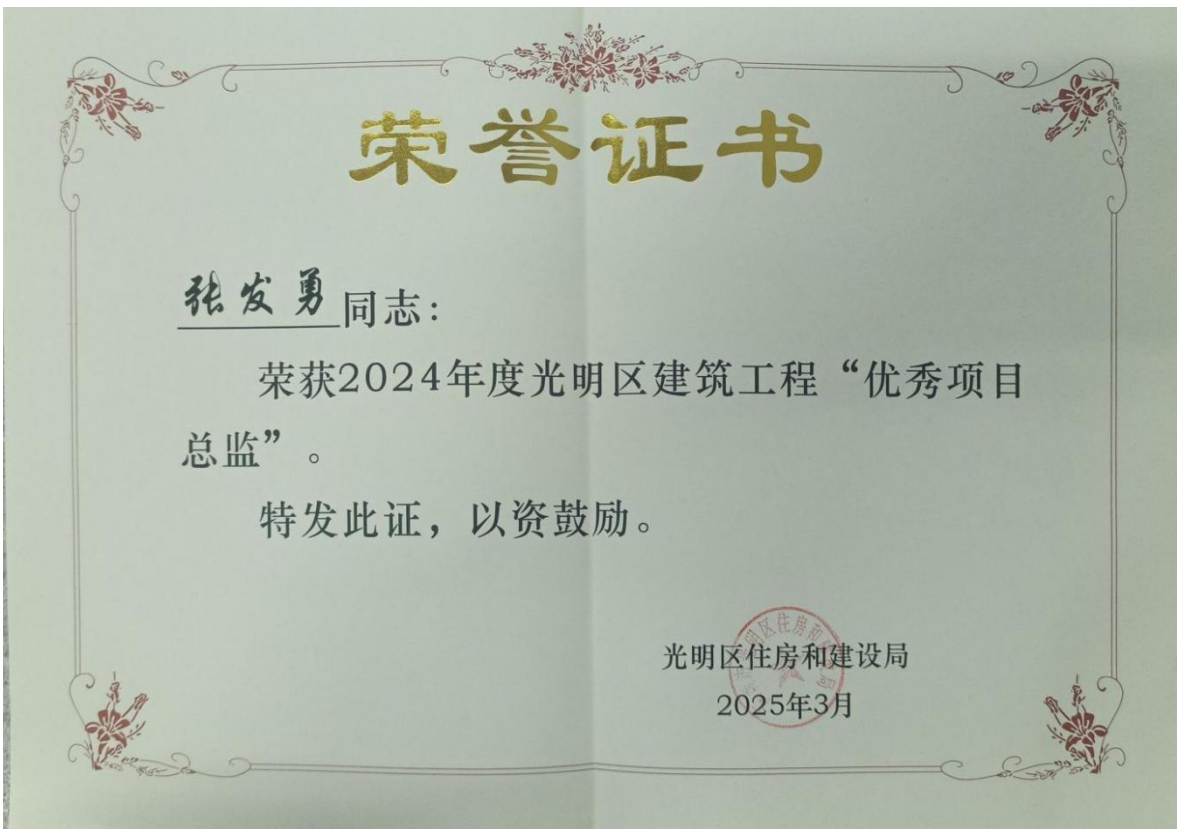 荣誉证书
张发勇同志：
荣获2024年度光明区建筑工程“优秀项目
总监”。
特发此证，以资鼓励。
光明区住房和建设局
2025年3月